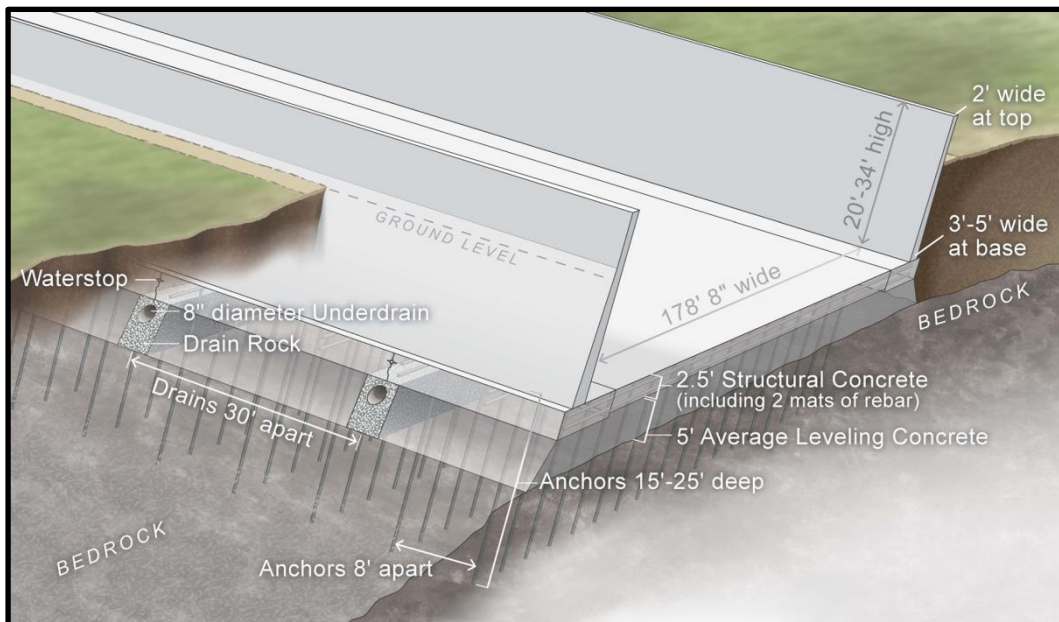 2' wide
at top
20'-34' high
3'-5' wide
at base
GROUND LEVEL
BEDROCK
Waterstop
178' 8" wide
8" diameter Underdrain
Drain Rock
2.5' Structural Concrete
(including 2 mats of rebar)
Drains 30' apart
5' Average Leveling Concrete
Anchors 15'-25' deep
BEDROCK
Anchors 8' apart